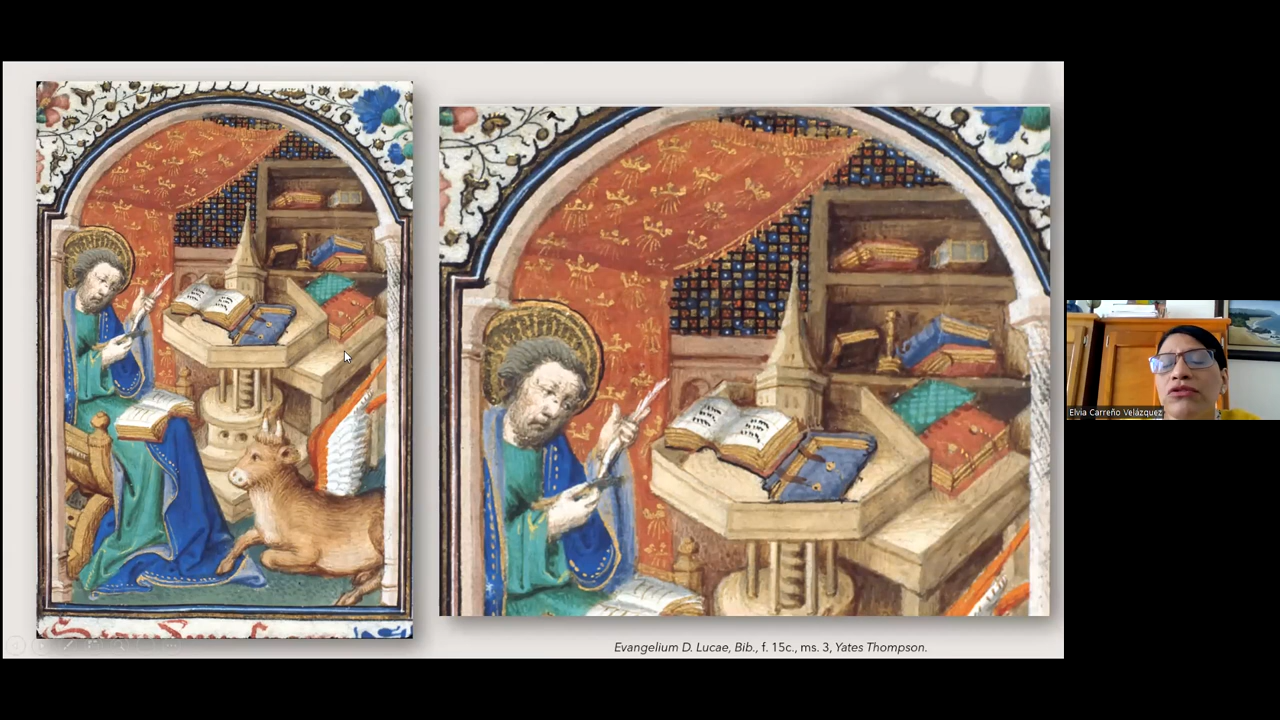 Evangelium D. Lucae, Bib., f. 15c., ms. 3, Yates Thompson.
Elvia Carreño Velázquez